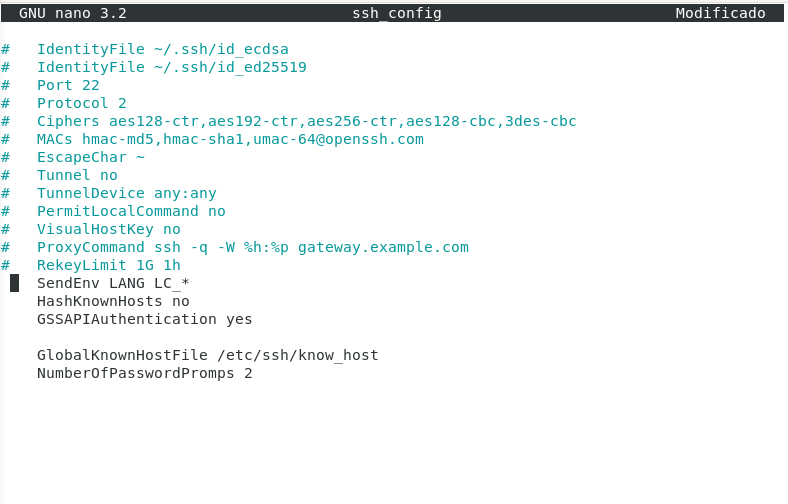 GNU nano 3.2 ssh_config Modificado
# IdentityFile ~/.ssh/id_ecdsa
# IdentityFile ~/.ssh/id_ed25519
# Port 22
# Protocol 2
# Ciphers aes128-ctr,aes192-ctr,aes256-ctr,aes128-cbc,3des-cbc
# MACs hmac-md5,hmac-sha1,umac-64@openssh.com
# EscapeChar ~
# Tunnel no
# TunnelDevice any:any
# PermitLocalCommand no
# VisualHostKey no
# ProxyCommand ssh -q -W %h:%p gateway.example.com
# RekeyLimit 1G 1h
SendEnv LANG LC_*
HashKnownHosts no
GSSAPIAuthentication yes
GlobalKnownHostFile /etc/ssh/know_host
NumberOfPasswordPromps 2